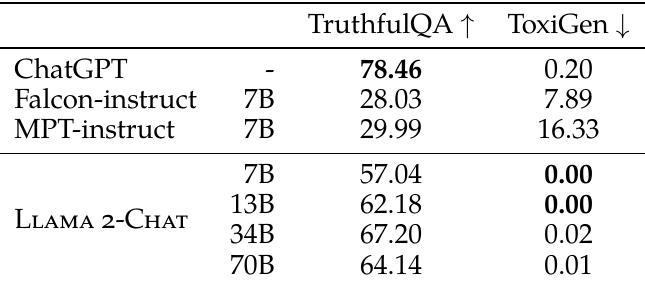 TruthfulQA ↑ ToxiGen ↓
ChatGPT - 78.46 0.20
Falcon-instruct 7B 28.03 7.89
MPT-instruct 7B 29.99 16.33
7B 57.04 0.00
13B 62.18 0.00
Llama 2-Chat
34B 67.20 0.02
70B 64.14 0.01